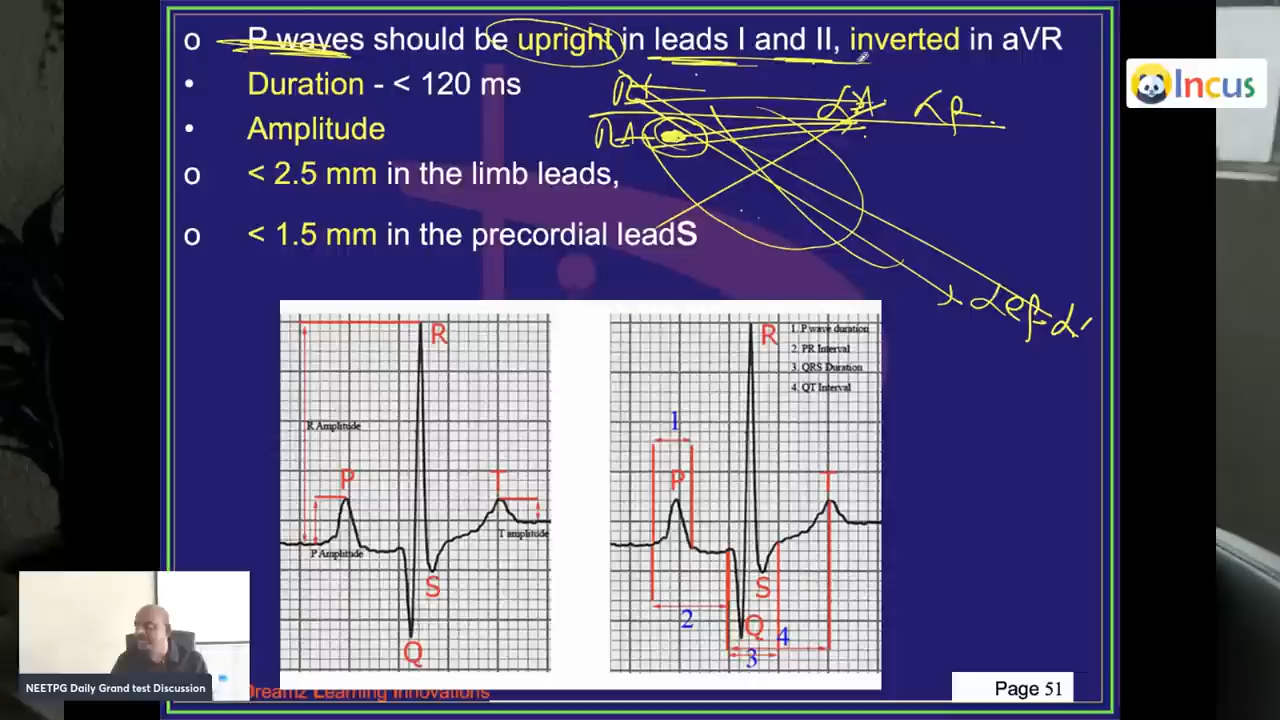 o P waves should be upright in leads I and II, inverted in aVR
• Duration - < 120 ms
• Amplitude
o < 2.5 mm in the limb leads,
o < 1.5 mm in the precordial leadS
Incus
RA
LA
R
R Amplitude
P
T
P Amplitude
T amplitude
S
Q
R
1. P wave duration
2. PR Interval
3. QRS Duration
4. QT Interval
1
P
T
S
2
Q
4
3
NEETPG Daily Grand test Discussion
Dreamz Learning Innovations
Page 51